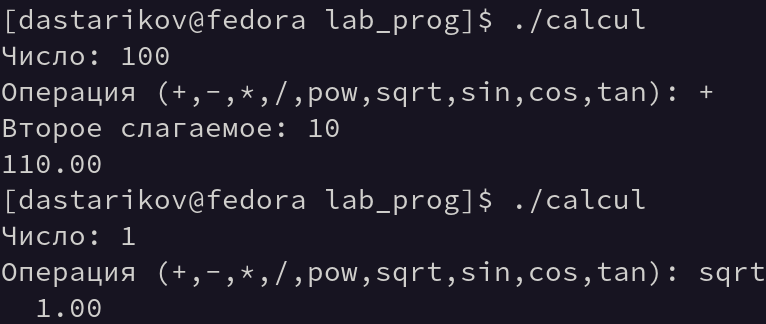 [dastarikov@fedora lab_prog]$ ./calcul
Число: 100
Операция (+,-,*,/,pow,sqrt,sin,cos,tan): +
Второе слагаемое: 10
110.00
[dastarikov@fedora lab_prog]$ ./calcul
Число: 1
Операция (+,-,*,/,pow,sqrt,sin,cos,tan): sqrt
  1.00